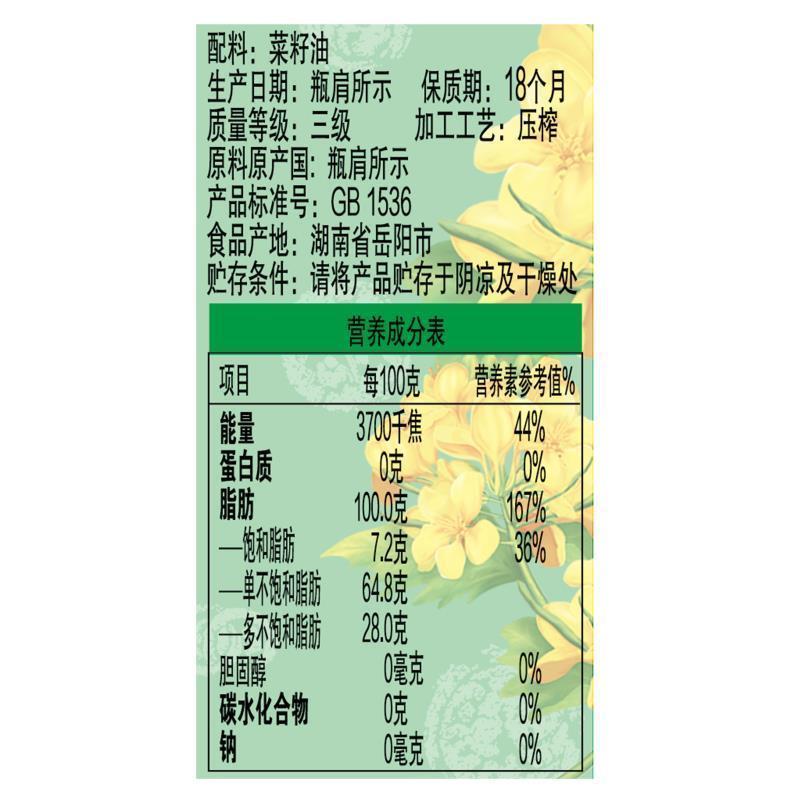 配料：菜籽油
生产日期：瓶肩所示 保质期：18个月
质量等级：三级 加工工艺：压榨
原料原产国：瓶肩所示
产品标准号：GB 1536
食品产地：湖南省岳阳市
贮存条件：请将产品贮存于阴凉及干燥处
营养成分表
项目 每100克 营养素参考值%
能量 3700千焦 44%
蛋白质 0克 0%
脂肪 100.0克 167%
—饱和脂肪 7.2克 36%
—单不饱和脂肪 64.8克
—多不饱和脂肪 28.0克
胆固醇 0毫克 0%
碳水化合物 0克 0%
钠 0毫克 0%